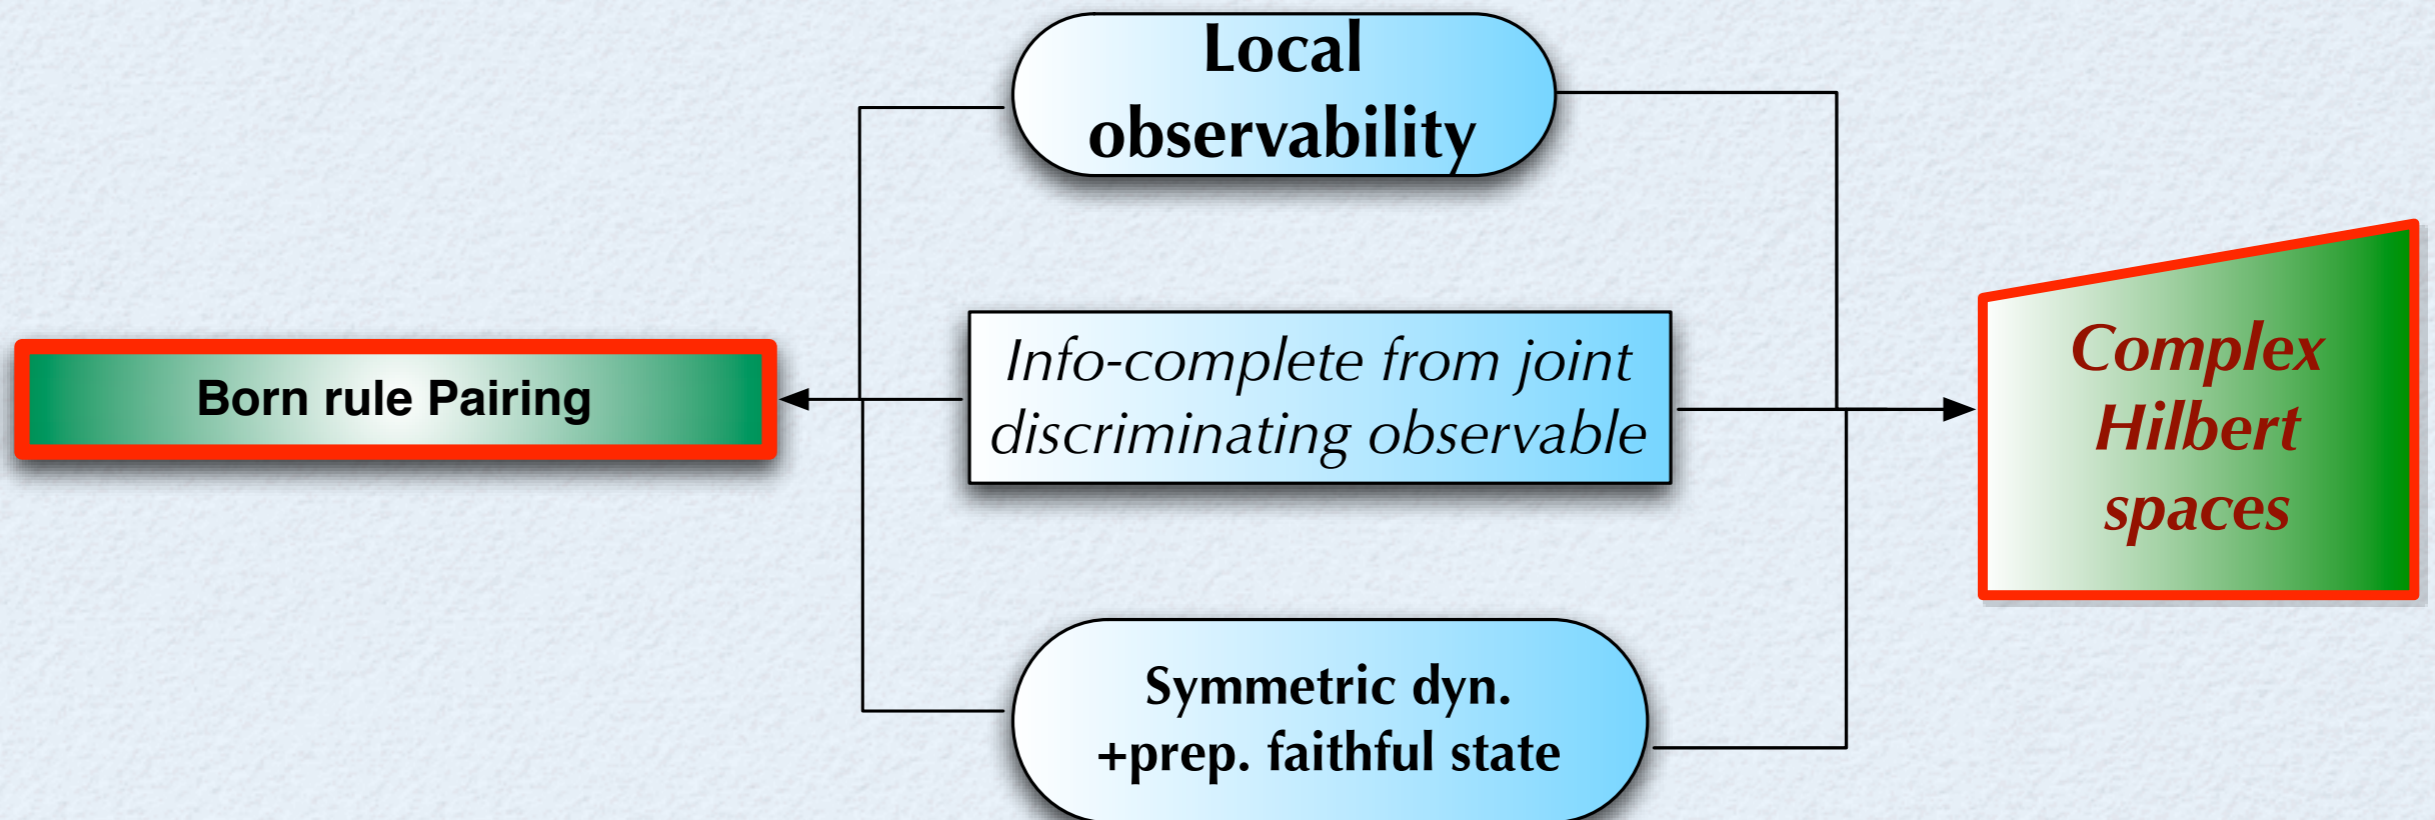 Local
observability
Born rule Pairing
Info-complete from joint
discriminating observable
Complex
Hilbert
spaces
Symmetric dyn.
+prep. faithful state